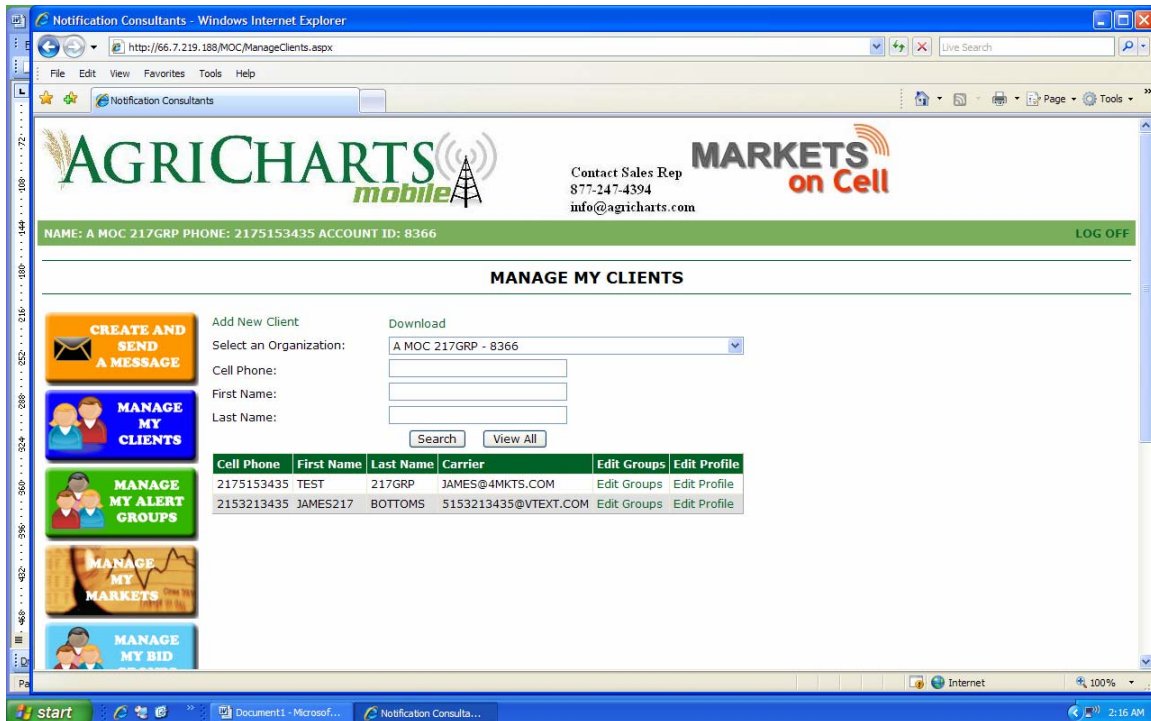 Notification Consultants - Windows Internet Explorer
http://66.7.219.188/MOC/ManageClients.aspx
Live Search
File Edit View Favorites Tools Help
Notification Consultants
Page Tools
AGRICHARTS
mobile
Contact Sales Rep
877-247-4394
info@agricharts.com
MARKETS
on Cell
NAME: A MOC 217GRP PHONE: 2175153435 ACCOUNT ID: 8366
LOG OFF
MANAGE MY CLIENTS
CREATE AND
SEND
A MESSAGE
MANAGE
MY
CLIENTS
MANAGE
MY ALERT
GROUPS
MANAGE
MY
MARKETS
MANAGE
MY BID
Add New Client Download
Select an Organization: A MOC 217GRP - 8366
Cell Phone:
First Name:
Last Name:
Search View All
Cell Phone First Name Last Name Carrier Edit Groups Edit Profile
2175153435 TEST 217GRP JAMES@4MKTS.COM Edit Groups Edit Profile
2153213435 JAMES217 BOTTOMS 5153213435@VTEXT.COM Edit Groups Edit Profile
Internet 100%
start Document1 - Microsof... Notification Consulta... 2:16 AM